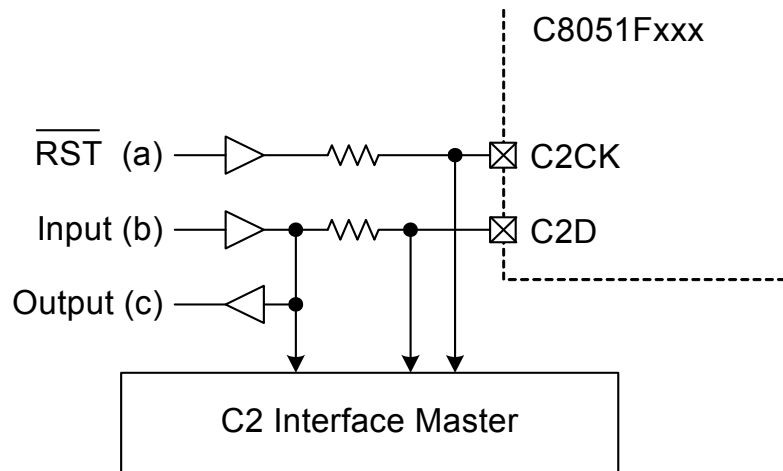 C8051Fxxx
RST (a)
C2CK
Input (b)
C2D
Output (c)
C2 Interface Master